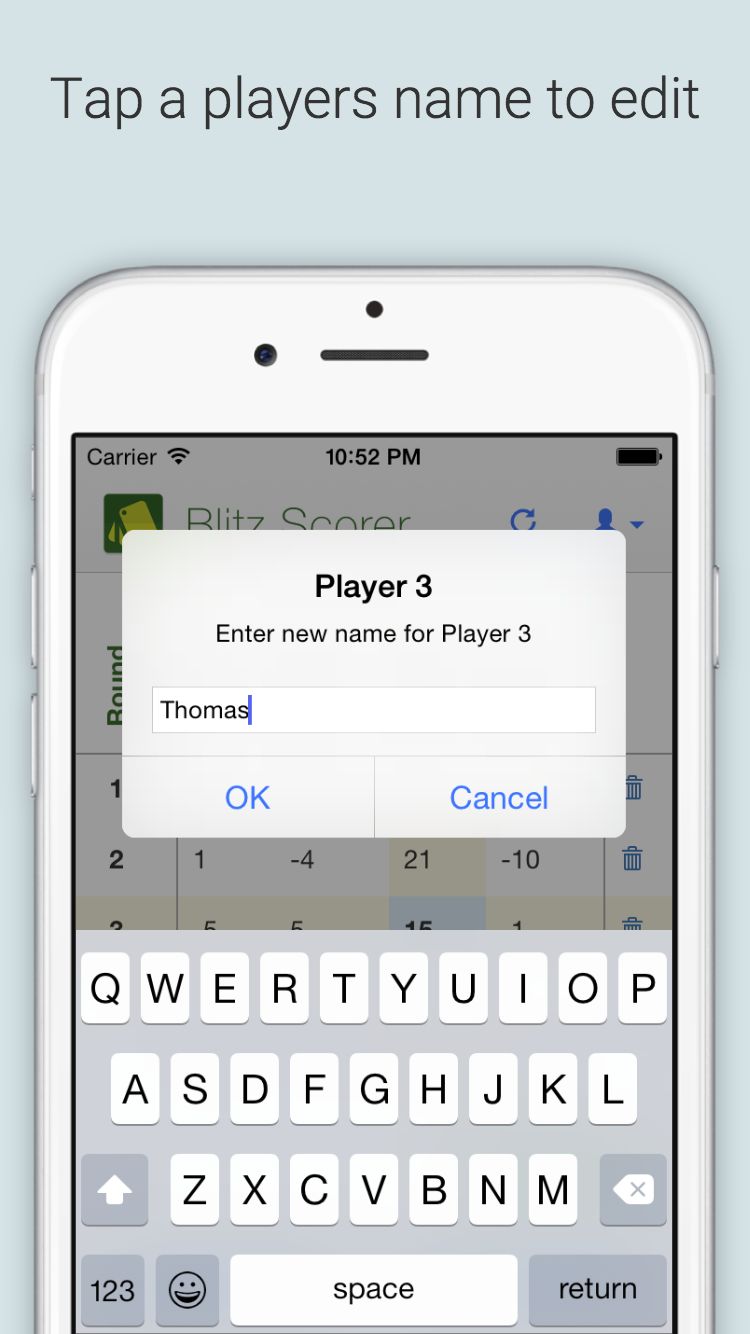 Tap a players name to edit
Carrier 10:52 PM
Blitz Scorer
Player 3
Enter new name for Player 3
Round
Thomas
1
OK Cancel
2 1 -4 21 -10
3 5 5 15 1
Q W E R T Y U I O P
A S D F G H J K L
Z X C V B N M
123 space return